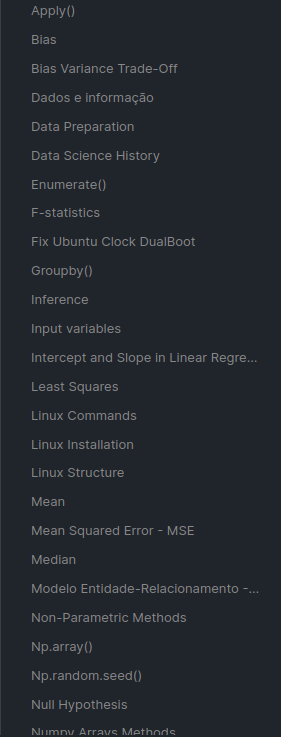 Apply()
Bias
Bias Variance Trade-Off
Dados e informação
Data Preparation
Data Science History
Enumerate()
F-statistics
Fix Ubuntu Clock DualBoot
Groupby()
Inference
Input variables
Intercept and Slope in Linear Regre...
Least Squares
Linux Commands
Linux Installation
Linux Structure
Mean
Mean Squared Error - MSE
Median
Modelo Entidade-Relacionamento -...
Non-Parametric Methods
Np.array()
Np.random.seed()
Null Hypothesis
Numpy Arrays Methods